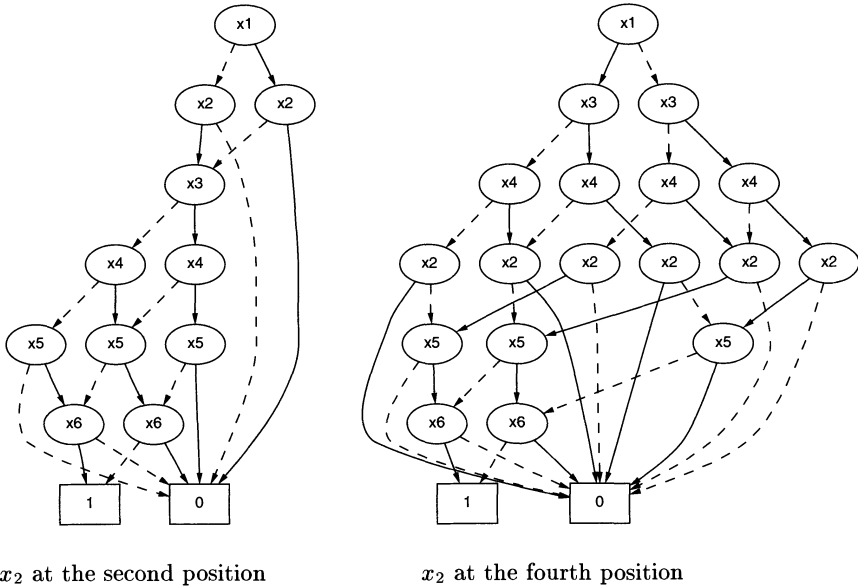 x1 x1
x2 x2 x3 x3
x3 x4 x4 x4 x4
x4 x4 x2 x2 x2 x2 x2 x2
x5 x5 x5 x5 x5 x5
x6 x6 x6 x6
1 0 1 0
x₂ at the second position x₂ at the fourth position